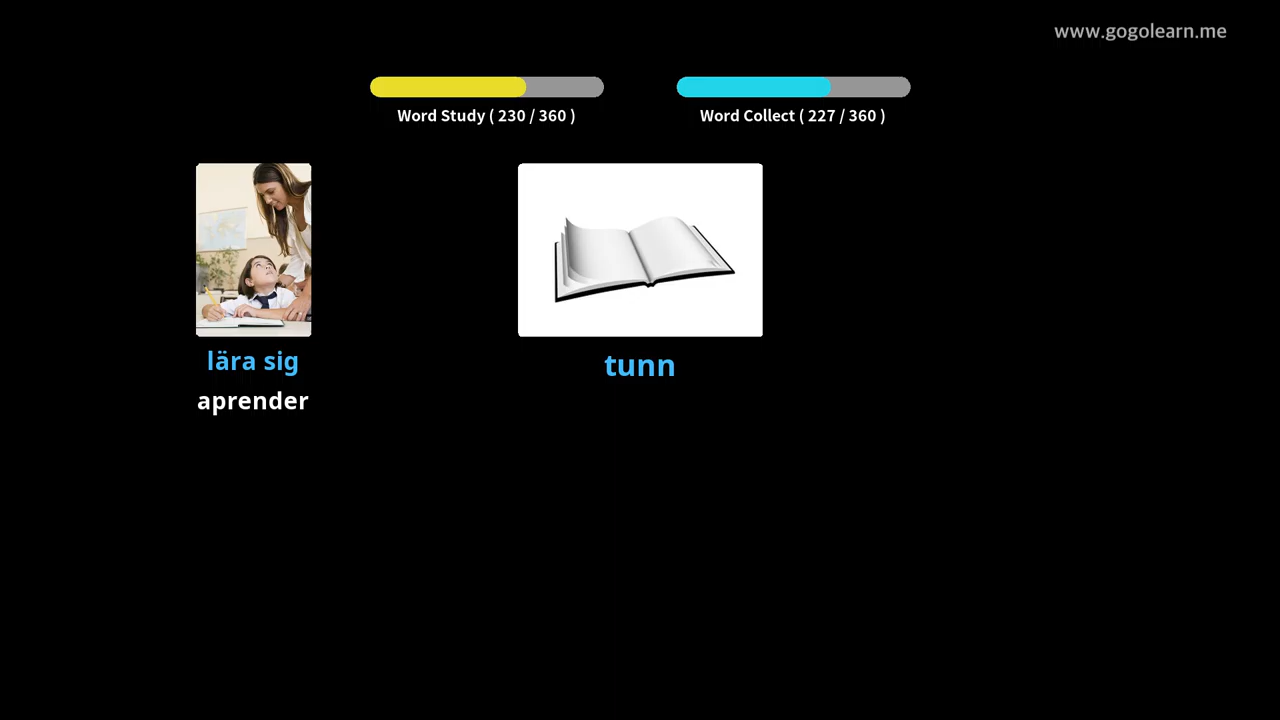 www.gogolearn.me
Word Study ( 230 / 360 )
Word Collect ( 227 / 360 )
lära sig
aprender
tunn